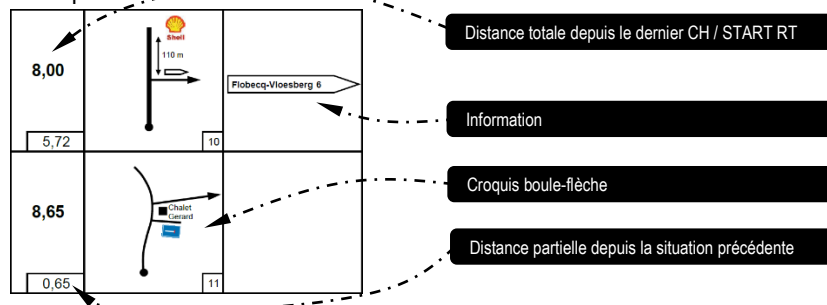 Distance totale depuis le dernier CH / START RT
Shell
110 m
8,00
Flobecq-Vloesberg 6
5,72
10
Information
Croquis boule-flèche
8,65
Chalet
Gerard
Distance partielle depuis la situation précédente
0,65
11